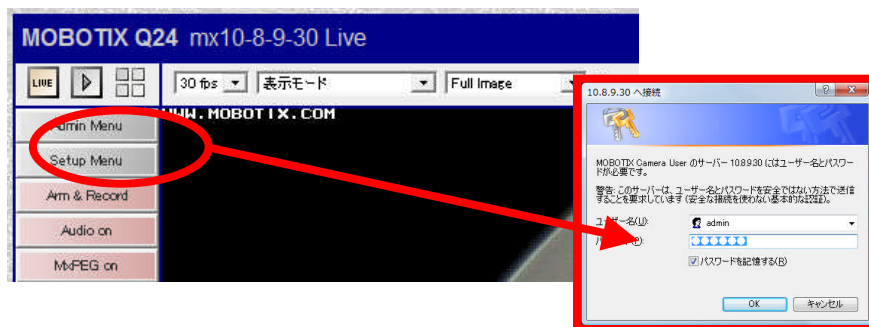 MOBOTIX Q24 mx10-8-9-30 Live
LIVE
30 fps
表示モード
Full Image
WWW.MOBOTIX.COM
Admin Menu
Setup Menu
Arm & Record
Audio on
MxPEG on
10.8.9.30 へ接続
MOBOTIX Camera User のサーバー 10.8.9.30 にはユーザー名とパスワー
ドが必要です。
警告: このサーバーは、ユーザー名とパスワードを安全ではない方法で送信
することを要求しています (安全な接続を使わない基本的な認証)。
ユーザー名(U):
admin
パスワード(P):
パスワードを記憶する(R)
OK
キャンセル